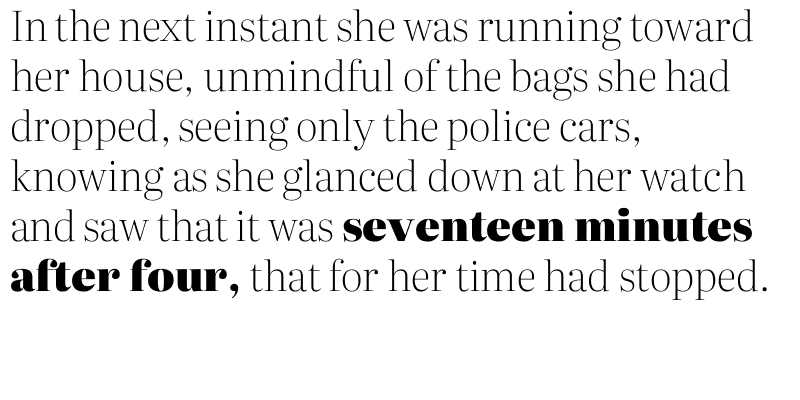 In the next instant she was running toward
her house, unmindful of the bags she had
dropped, seeing only the police cars,
knowing as she glanced down at her watch
and saw that it was seventeen minutes
after four, that for her time had stopped.